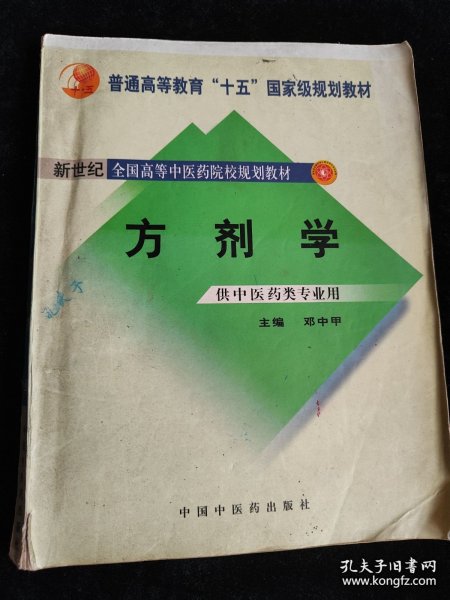 十·五
普通高等教育“十五”国家级规划教材
新世纪 全国高等中医药院校规划教材
方剂学
供中医药类专业用
主编 邓中甲
中国中医药出版社
孔夫子旧书网
www.kongfz.com